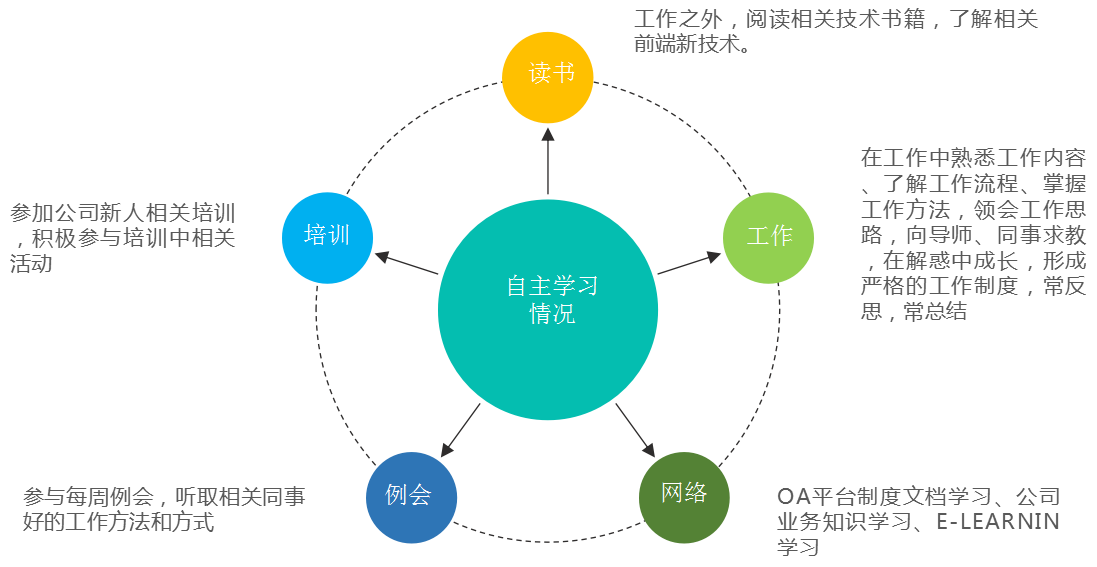 工作之外，阅读相关技术书籍，了解相关
前端新技术。
读书
在工作中熟悉工作内容
、了解工作流程、掌握
工作方法，领会工作思
路，向导师、同事求教
，在解惑中成长，形成
严格的工作制度，常反
思，常总结
工作
参加公司新人相关培训
，积极参与培训中相关
活动
培训
自主学习
情况
参与每周例会，听取相关同事
好的工作方法和方式
例会
网络
OA平台制度文档学习、公司
业务知识学习、E-LEARNIN
学习